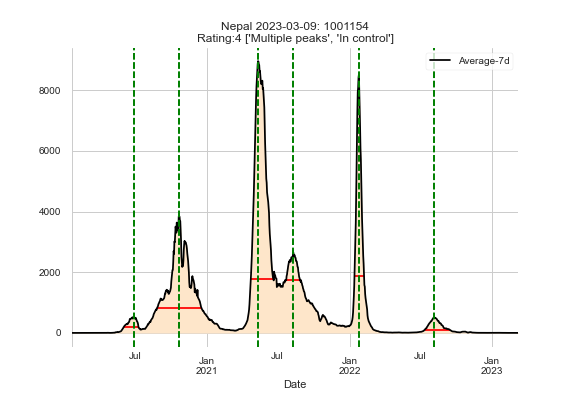 Nepal 2023-03-09: 1001154
Rating:4 ['Multiple peaks', 'In control']
Average-7d
8000
6000
4000
2000
0
Jul
Jan
2021
Jul
Jan
2022
Jul
Jan
2023
Date